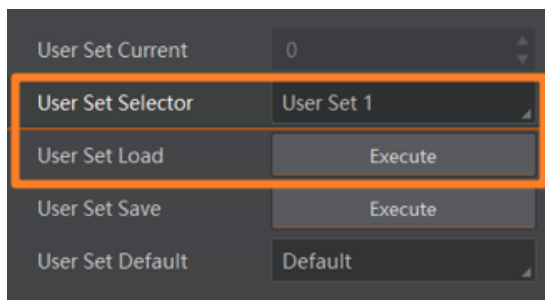 User Set Current 0
User Set Selector User Set 1
User Set Load Execute
User Set Save Execute
User Set Default Default